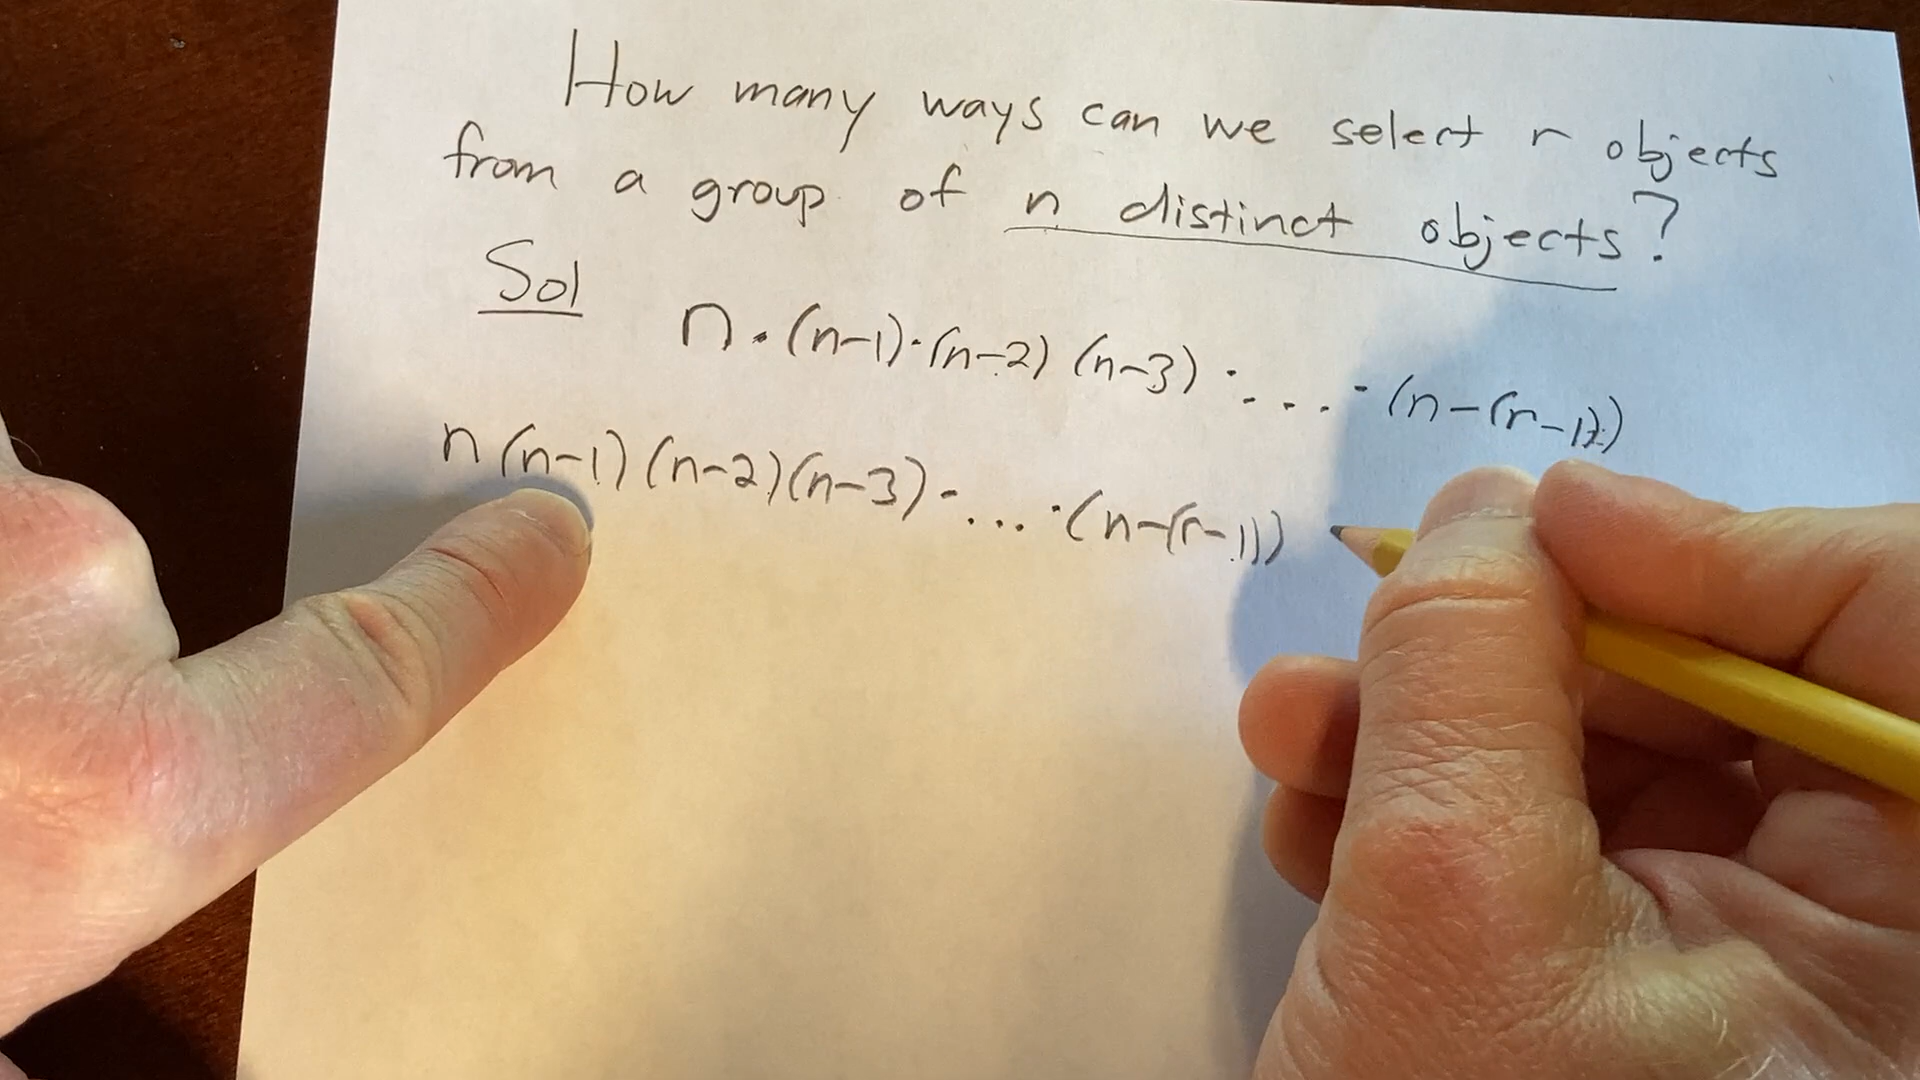 How many ways can we select r objects
from a group of n distinct objects?
Sol n·(n-1)·(n-2)(n-3)·...·(n-(r-1))
n(n-1)(n-2)(n-3)·...·(n-(r-1))